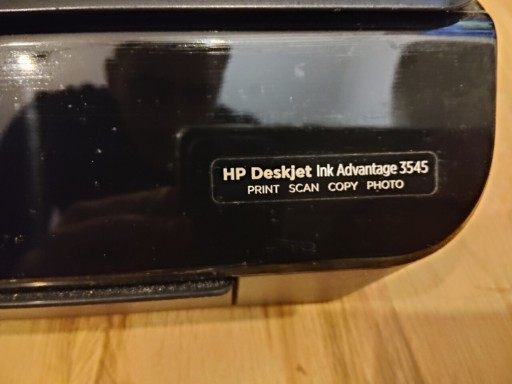 HP Deskjet Ink Advantage 3545
PRINT SCAN COPY PHOTO